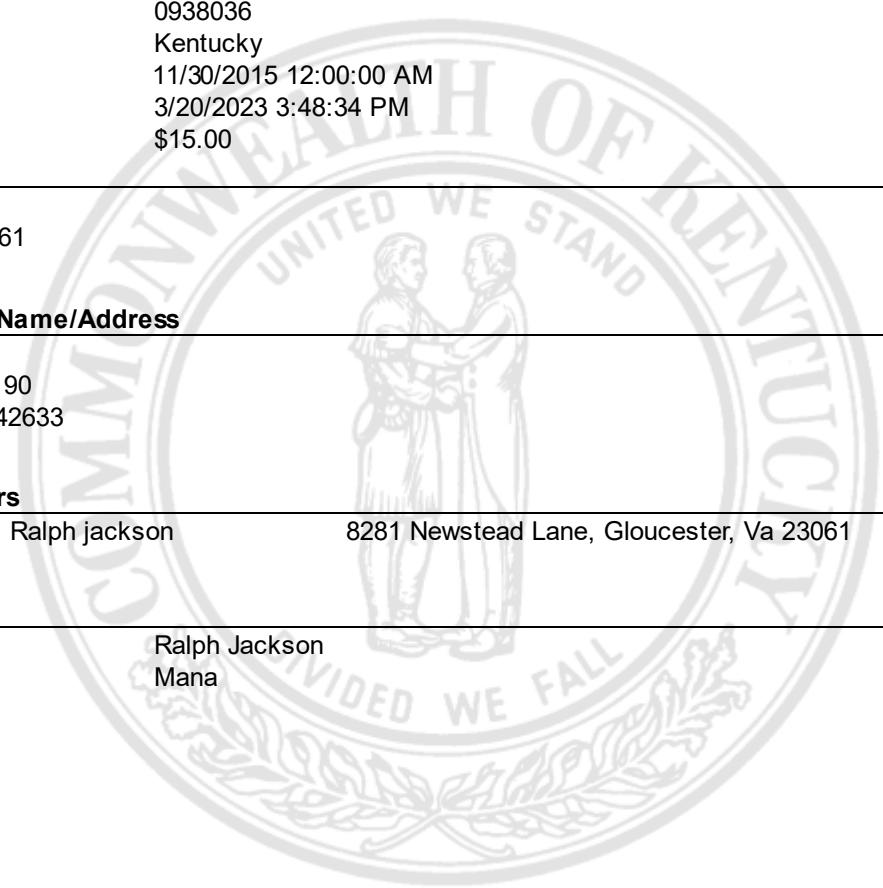 0938036
Kentucky
11/30/2015 12:00:00 AM
3/20/2023 3:48:34 PM
$15.00
61
Name/Address
90
42633
rs
Ralph jackson 8281 Newstead Lane, Gloucester, Va 23061
Ralph Jackson
Mana
COMMONWEALTH OF KENTUCKY
UNITED WE STAND
DIVIDED WE FALL